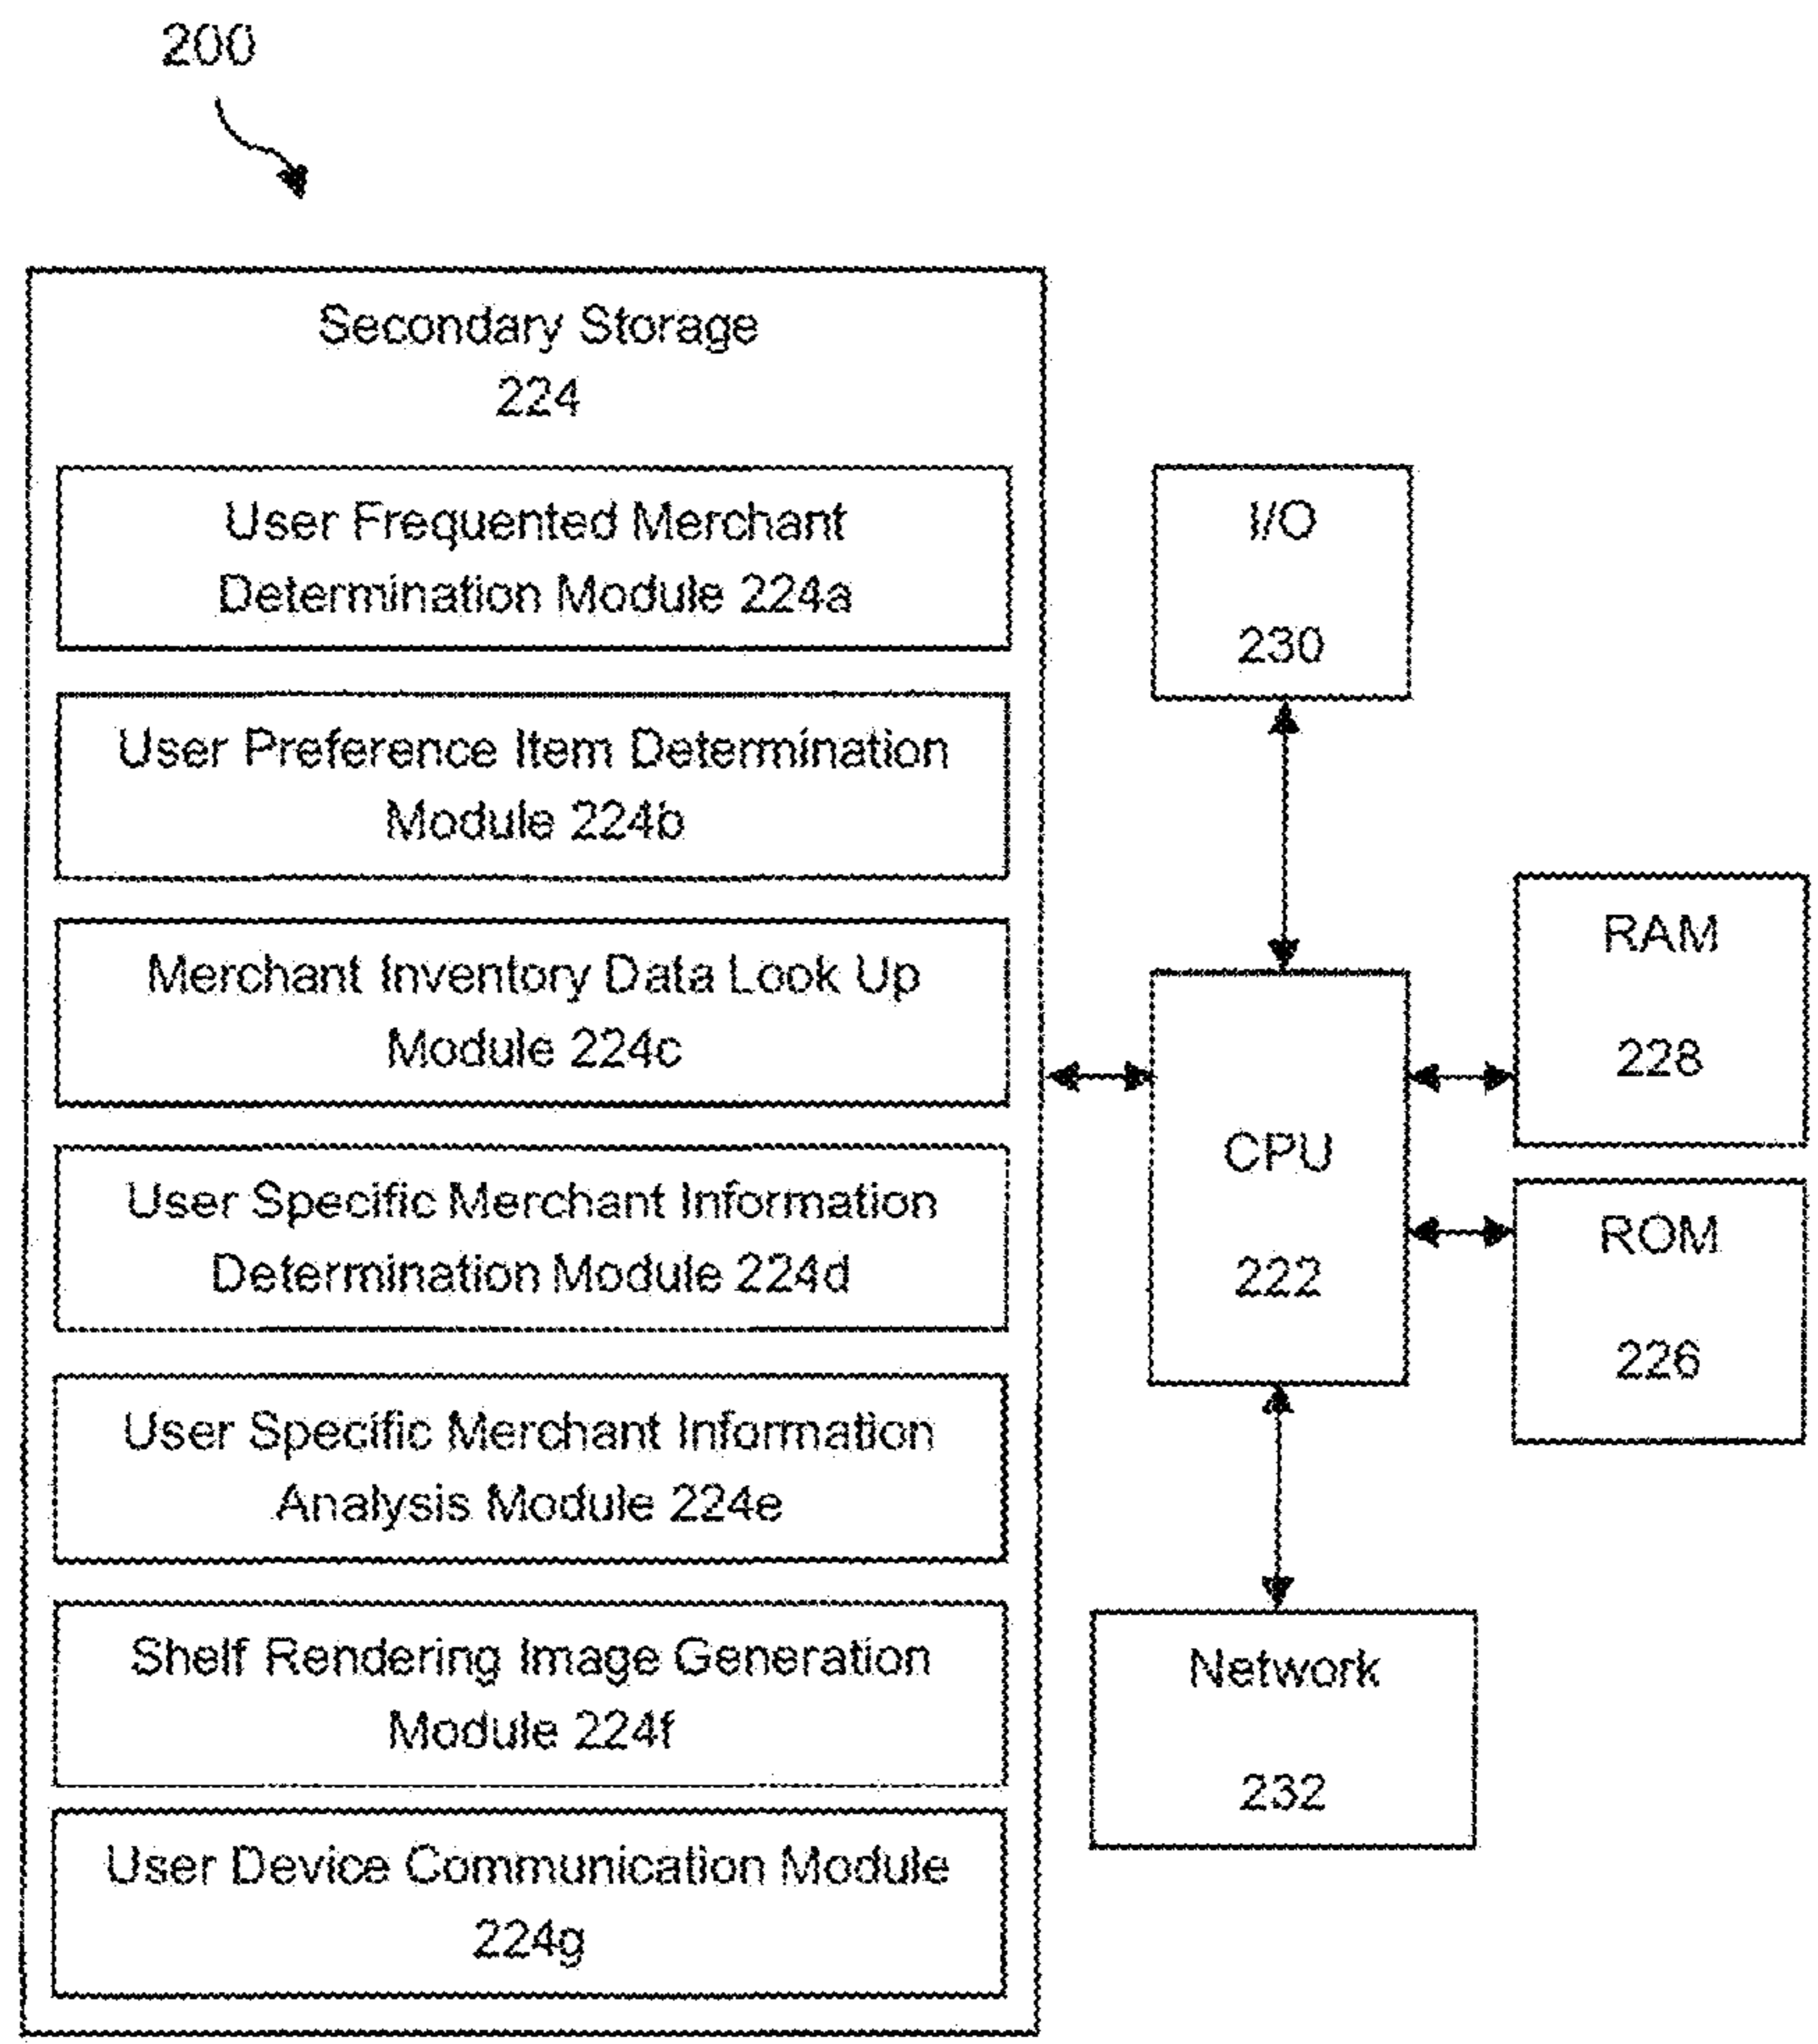 200
Secondary Storage
224
User Frequented Merchant
Determination Module 224a
User Preference Item Determination
Module 224b
Merchant Inventory Data Look Up
Module 224c
User Specific Merchant Information
Determination Module 224d
User Specific Merchant Information
Analysis Module 224e
Shelf Rendering Image Generation
Module 224f
User Device Communication Module
224g
I/O
230
CPU
222
RAM
228
ROM
226
Network
232